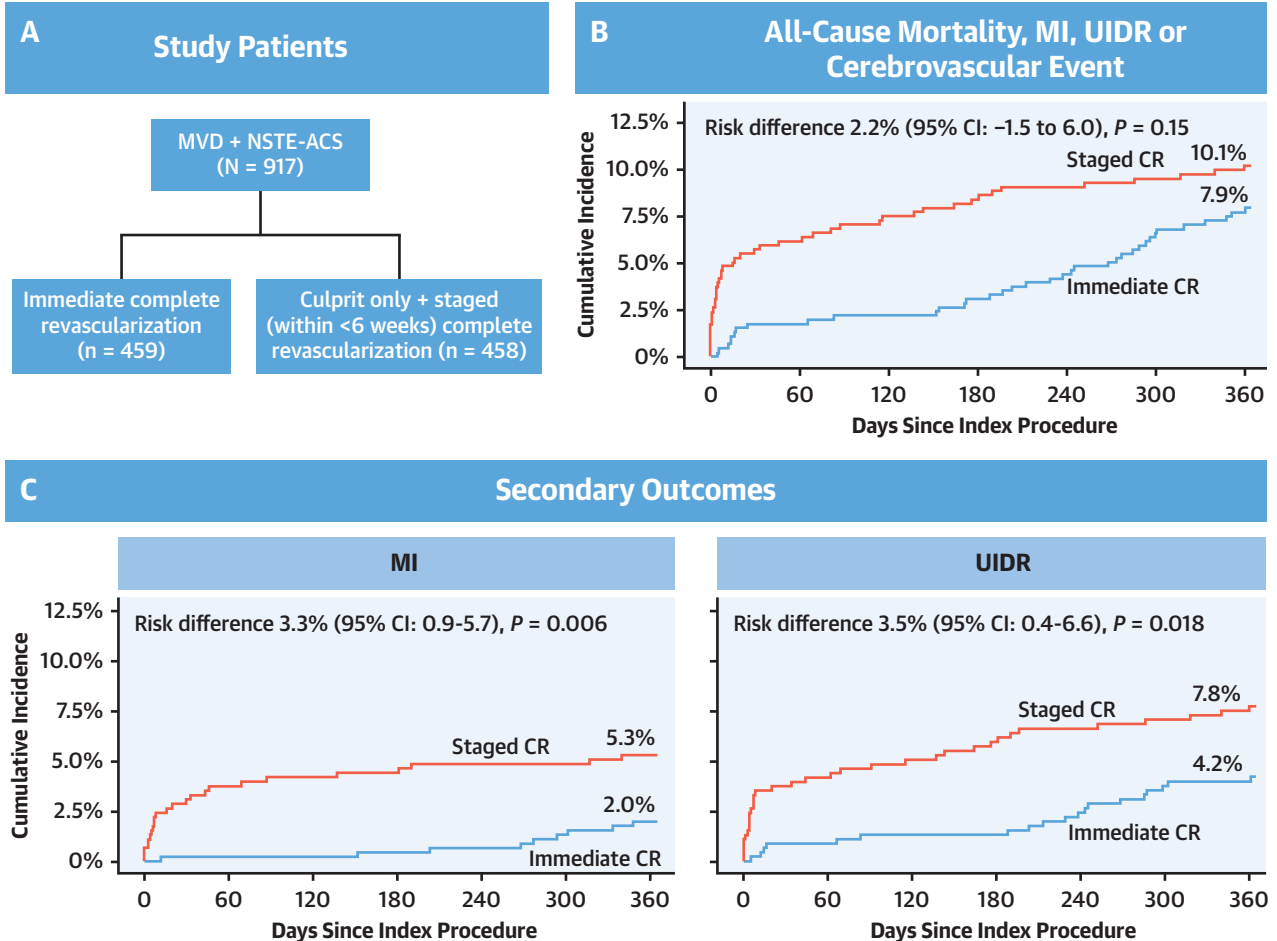 A
Study Patients
MVD + NSTE-ACS
(N = 917)
Immediate complete
revascularization
(n = 459)
Culprit only + staged
(within <6 weeks) complete
revascularization (n = 458)
B
All-Cause Mortality, MI, UIDR or
Cerebrovascular Event
Risk difference 2.2% (95% CI: −1.5 to 6.0), P = 0.15
Staged CR
10.1%
7.9%
Immediate CR
Cumulative Incidence
12.5%
10.0%
7.5%
5.0%
2.5%
0%
0 60 120 180 240 300 360
Days Since Index Procedure
C
Secondary Outcomes
MI
Risk difference 3.3% (95% CI: 0.9-5.7), P = 0.006
Staged CR
5.3%
2.0%
Immediate CR
Cumulative Incidence
12.5%
10.0%
7.5%
5.0%
2.5%
0%
0 60 120 180 240 300 360
Days Since Index Procedure
UIDR
Risk difference 3.5% (95% CI: 0.4-6.6), P = 0.018
Staged CR
7.8%
4.2%
Immediate CR
0 60 120 180 240 300 360
Days Since Index Procedure